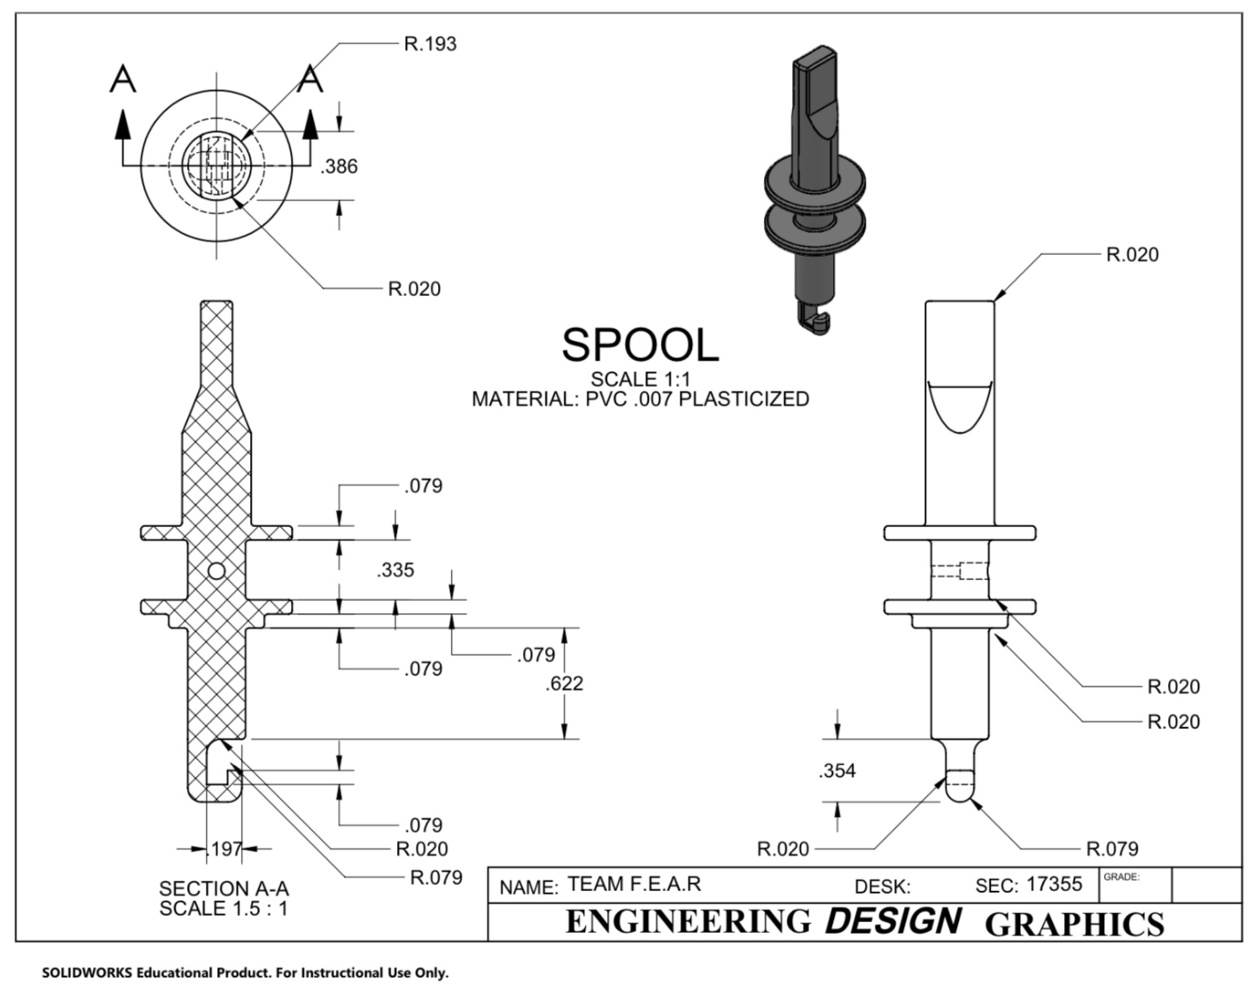 R.193
A A
.386
R.020
R.020
SPOOL
SCALE 1:1
MATERIAL: PVC .007 PLASTICIZED
.079
.335
.079
.079
.622
R.020
R.020
.354
.079
.197
R.020
R.079
R.020
R.079
SECTION A-A
SCALE 1.5 : 1
NAME: TEAM F.E.A.R DESK: SEC: 17355 GRADE:
ENGINEERING DESIGN GRAPHICS
SOLIDWORKS Educational Product. For Instructional Use Only.